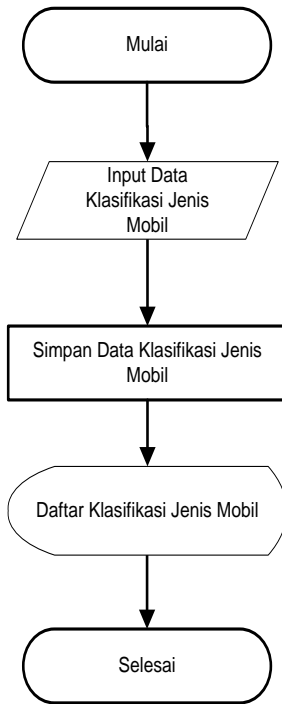 Mulai
Input Data
Klasifikasi Jenis
Mobil
Simpan Data Klasifikasi Jenis
Mobil
Daftar Klasifikasi Jenis Mobil
Selesai